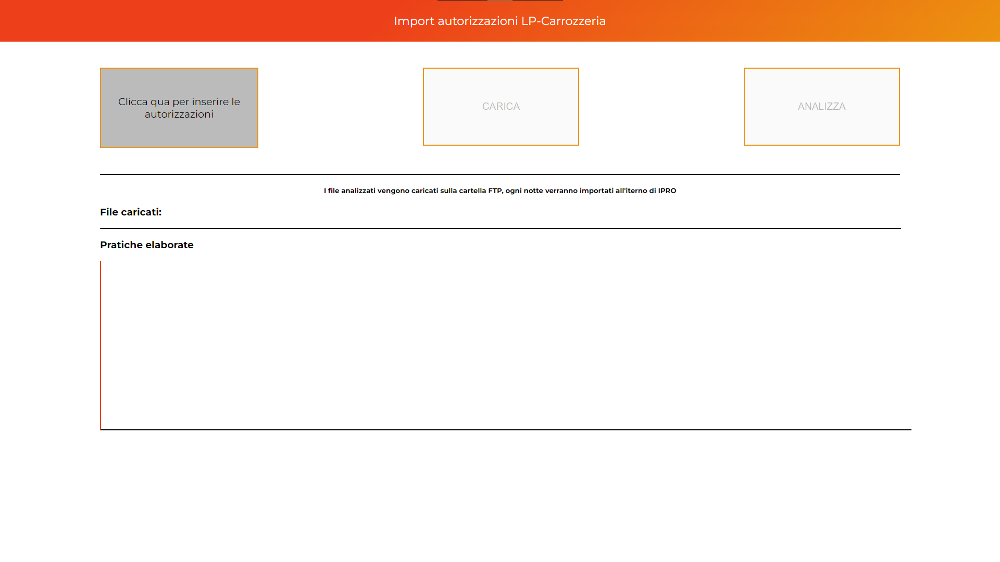 Import autorizzazioni LP-Carrozzeria
Clicca qua per inserire le
autorizzazioni
CARICA
ANALIZZA
I file analizzati vengono caricati sulla cartella FTP, ogni notte verranno importati all'iterno di IPRO
File caricati:
Pratiche elaborate